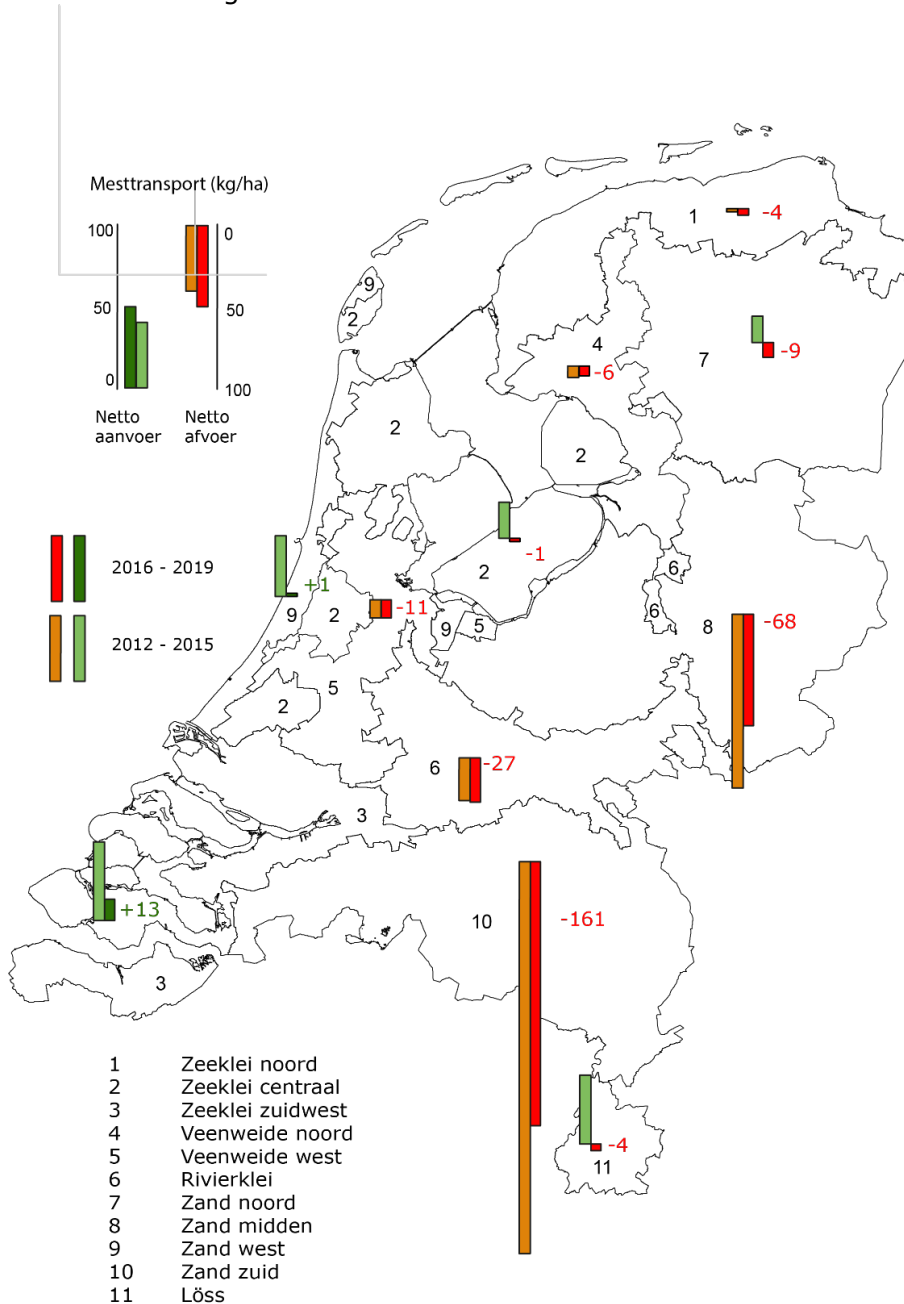 Mesttransport (kg/ha)
100
50
0
0
50
100
Netto
aanvoer
Netto
afvoer
2016 - 2019
2012 - 2015
1
-4
9
2
4
-6
7
-9
2
2
-1
2
+1
9
2
-11
9
5
6
6
8
-68
5
2
6
-27
3
+13
3
10
-161
-4
11
1 Zeeklei noord
2 Zeeklei centraal
3 Zeeklei zuidwest
4 Veenweide noord
5 Veenweide west
6 Rivierklei
7 Zand noord
8 Zand midden
9 Zand west
10 Zand zuid
11 Löss